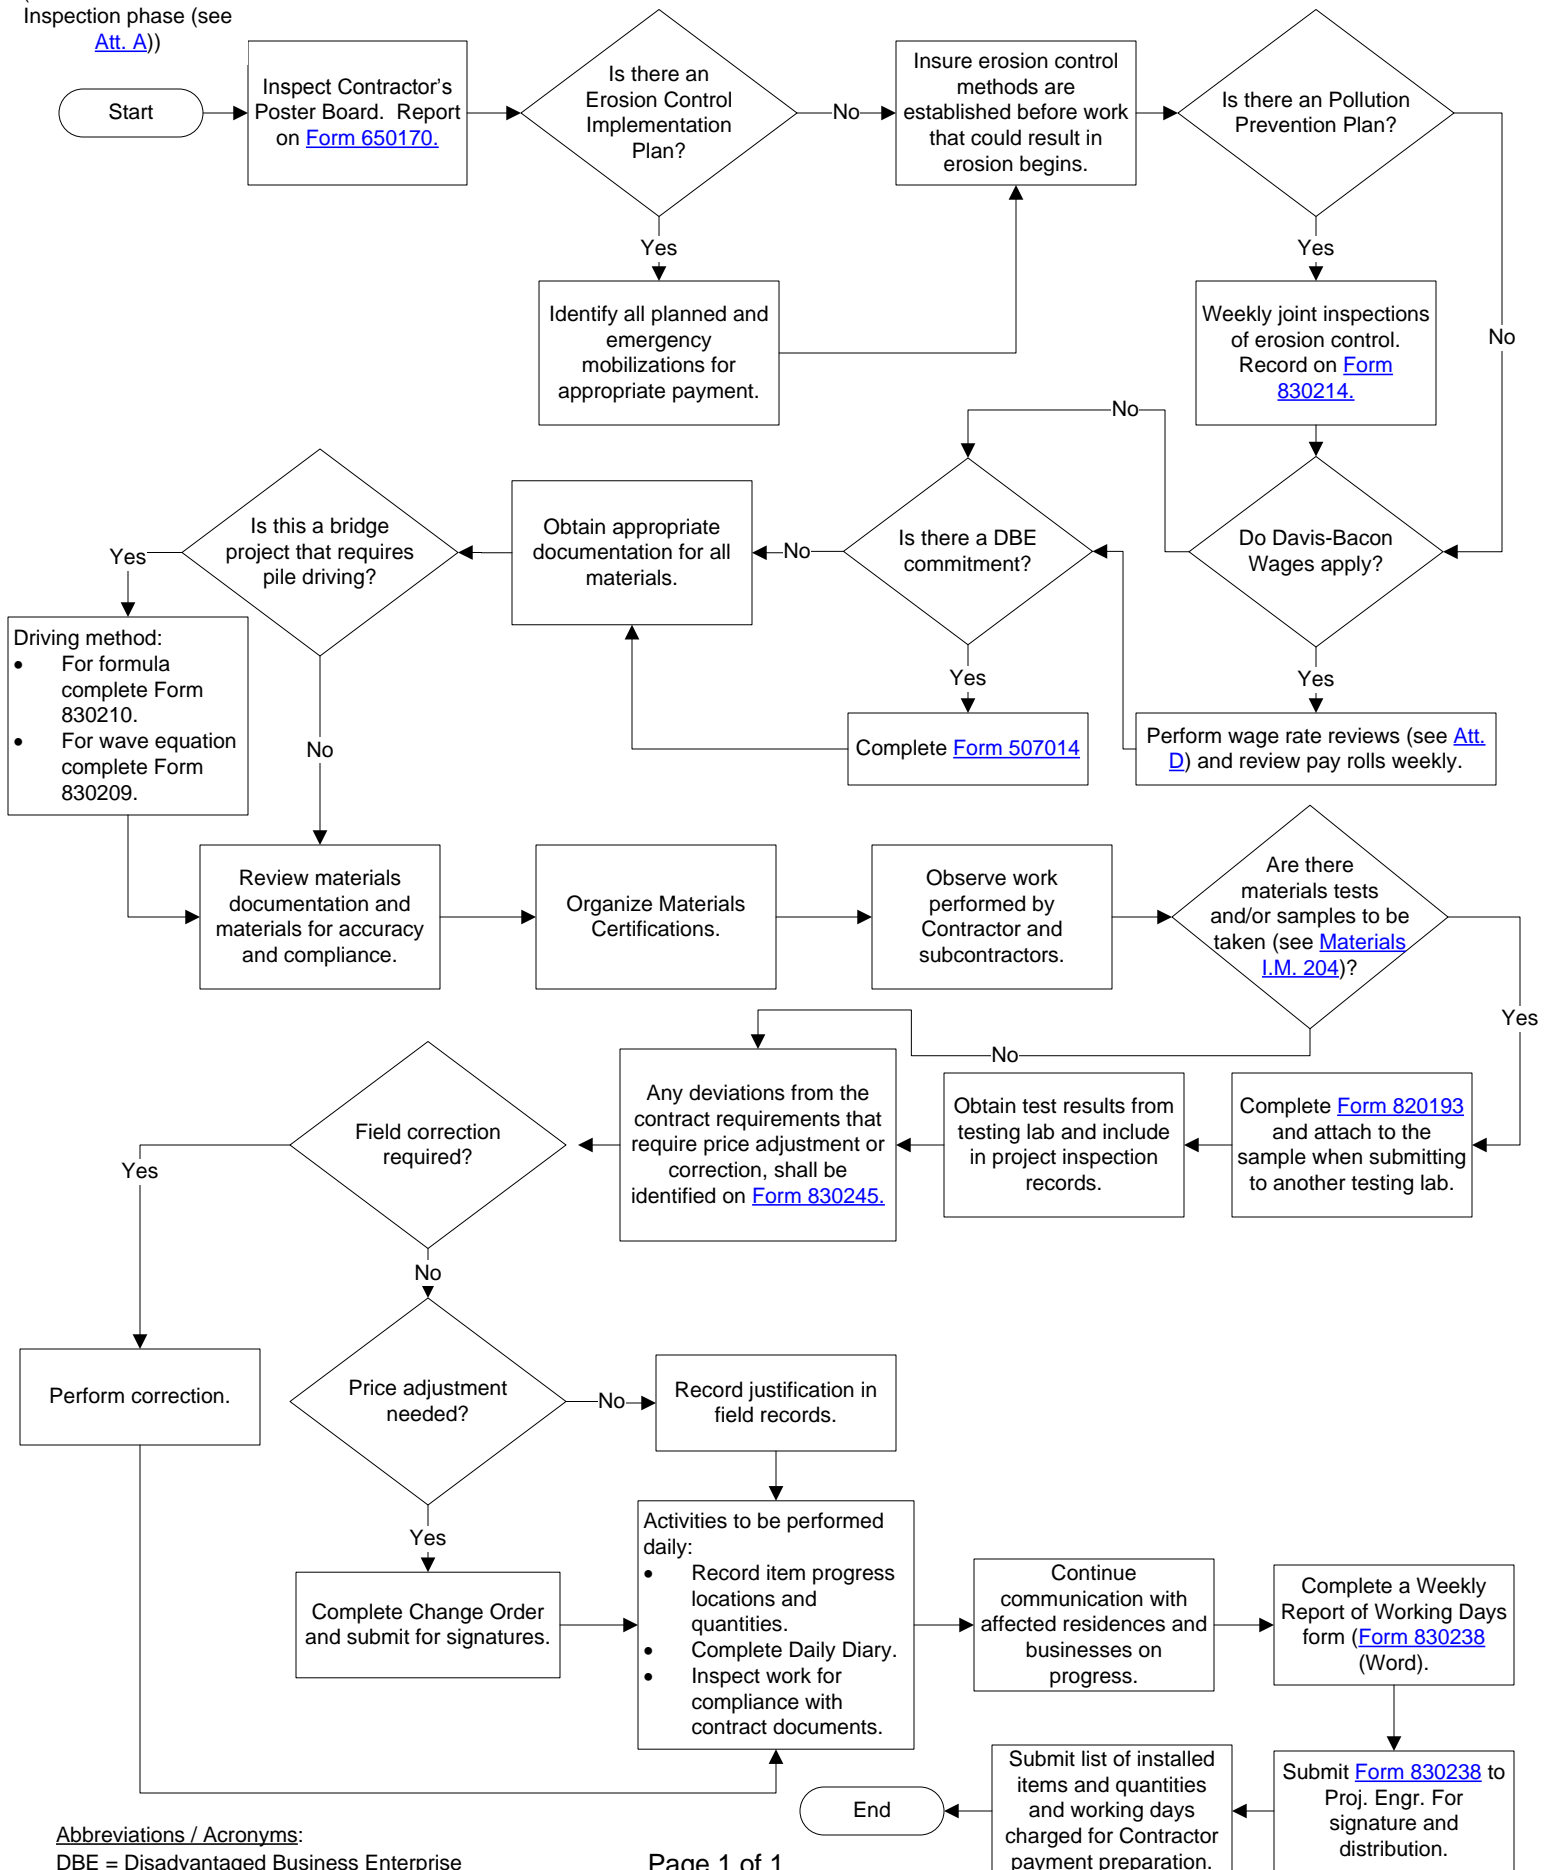 Inspection phase (see
Att. A))
Start
Inspect Contractor's
Poster Board.  Report
on Form 650170.
Is there an
Erosion Control
Implementation
Plan?
No
Insure erosion control
methods are
established before work
that could result in
erosion begins.
Is there an Pollution
Prevention Plan?
Yes
Yes
No
Identify all planned and
emergency
mobilizations for
appropriate payment.
Weekly joint inspections
of erosion control.
Record on Form
830214.
No
Do Davis-Bacon
Wages apply?
Is there a DBE
commitment?
No
Obtain appropriate
documentation for all
materials.
Is this a bridge
project that requires
pile driving?
Yes
Driving method:
• For formula
complete Form
830210.
• For wave equation
complete Form
830209.
No
Yes
Complete Form 507014
Yes
Perform wage rate reviews (see Att.
D) and review pay rolls weekly.
Review materials
documentation and
materials for accuracy
and compliance.
Organize Materials
Certifications.
Observe work
performed by
Contractor and
subcontractors.
Are there
materials tests
and/or samples to be
taken (see Materials
I.M. 204)?
Yes
No
Complete Form 820193
and attach to the
sample when submitting
to another testing lab.
Obtain test results from
testing lab and include
in project inspection
records.
Any deviations from the
contract requirements that
require price adjustment or
correction, shall be
identified on Form 830245.
Field correction
required?
Yes
No
Perform correction.
Price adjustment
needed?
No
Record justification in
field records.
Yes
Complete Change Order
and submit for signatures.
Activities to be performed
daily:
• Record item progress
locations and
quantities.
• Complete Daily Diary.
• Inspect work for
compliance with
contract documents.
Continue
communication with
affected residences and
businesses on
progress.
Complete a Weekly
Report of Working Days
form (Form 830238
(Word).
Submit Form 830238 to
Proj. Engr. For
signature and
distribution.
Submit list of installed
items and quantities
and working days
charged for Contractor
payment preparation.
End
Abbreviations / Acronyms:
DBE = Disadvantaged Business Enterprise
Page 1 of 1